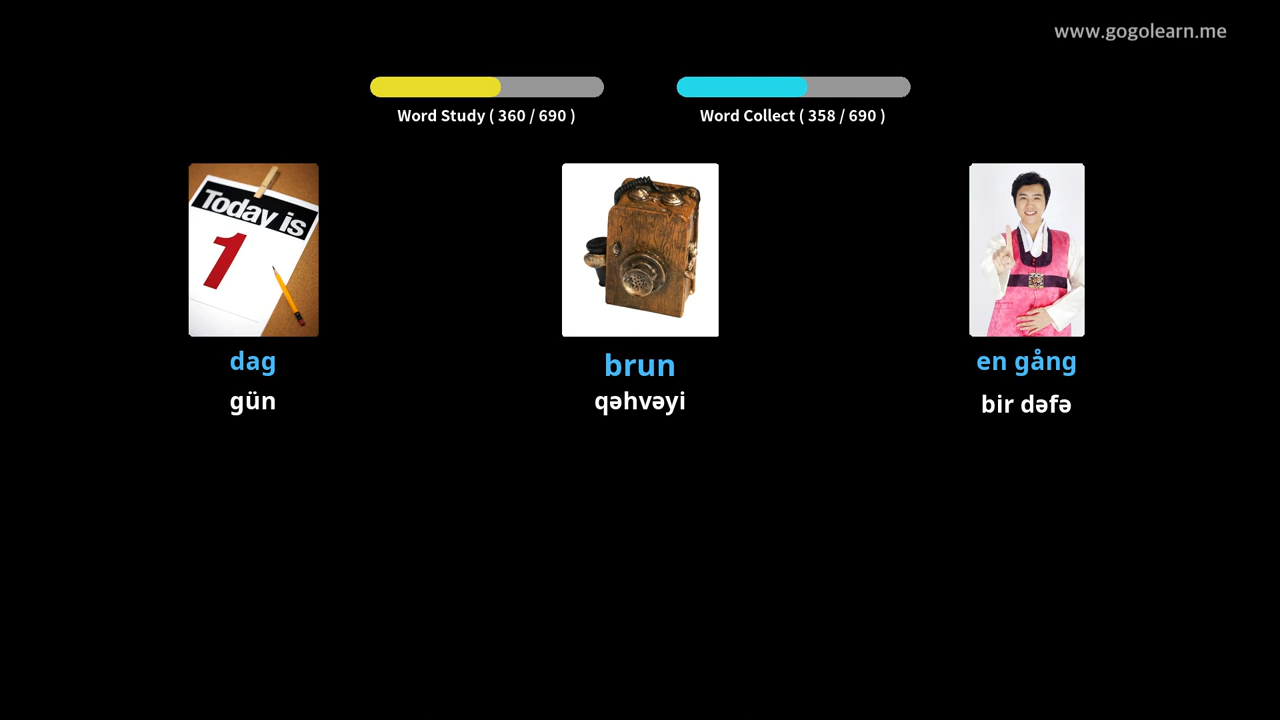 www.gogolearn.me
Word Study ( 360 / 690 )
Word Collect ( 358 / 690 )
Today is
1
dag
brun
en gång
gün
qəhvəyi
bir dəfə